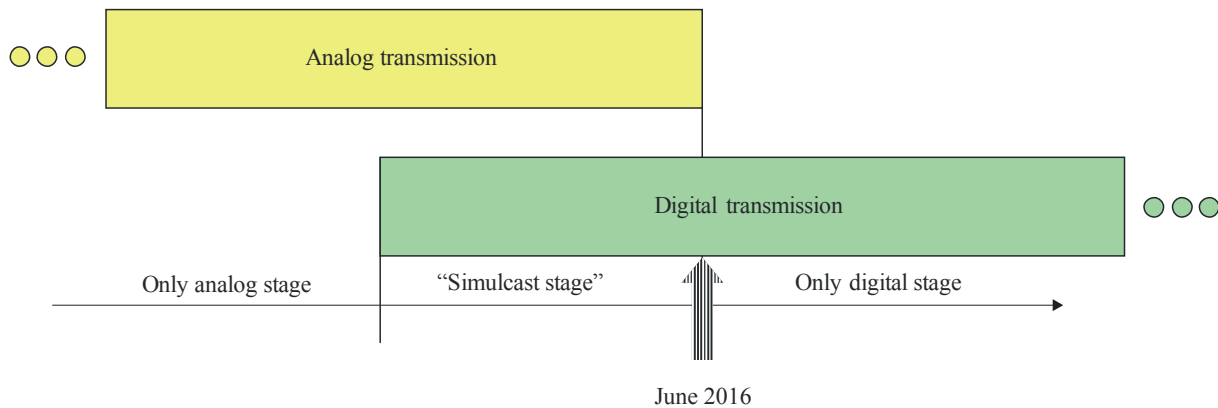 Analog transmission
Digital transmission
Only analog stage
“Simulcast stage”
Only digital stage
June 2016